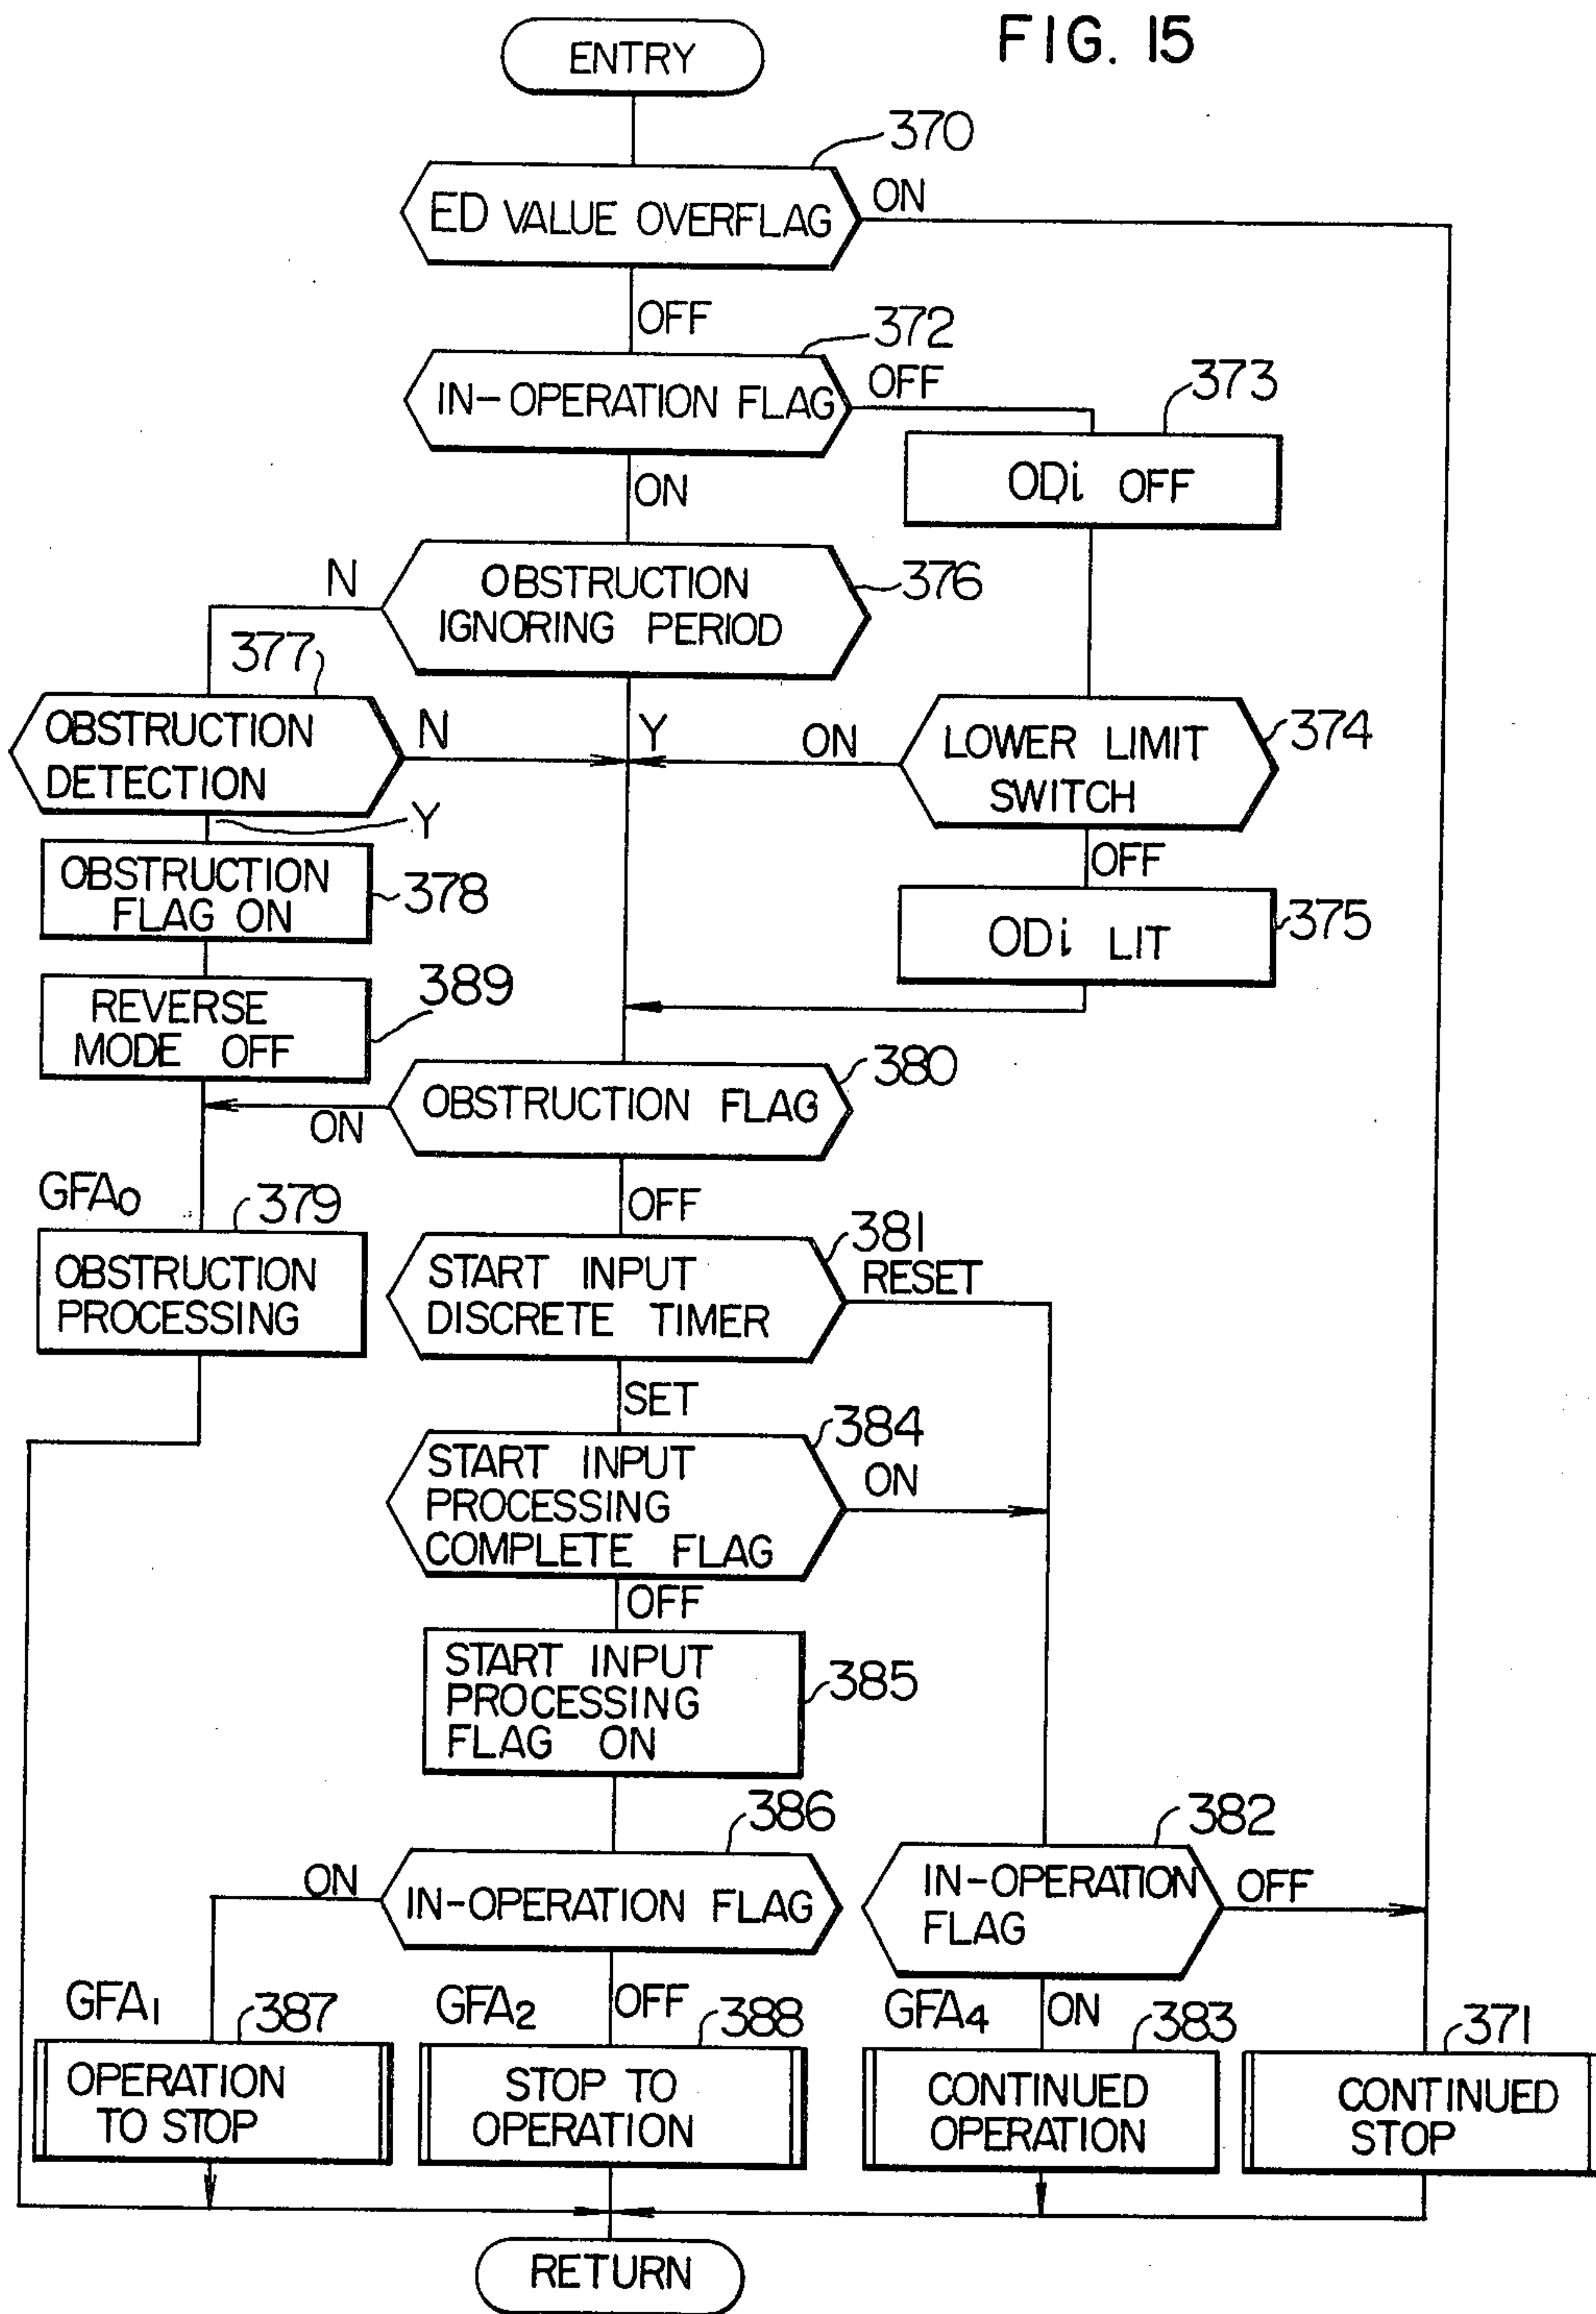 FIG. 15
ENTRY
370
ED VALUE OVERFLAG
ON
OFF
372
IN-OPERATION FLAG
OFF
373
ODi OFF
ON
N
OBSTRUCTION
IGNORING PERIOD
376
377
OBSTRUCTION
DETECTION
N
Y
ON
LOWER LIMIT
SWITCH
374
Y
OFF
OBSTRUCTION
FLAG ON
378
ODi LIT
375
REVERSE
MODE OFF
389
380
OBSTRUCTION FLAG
ON
OFF
GFA0
379
OBSTRUCTION
PROCESSING
381
START INPUT
DISCRETE TIMER
RESET
SET
384
START INPUT
PROCESSING
COMPLETE FLAG
ON
OFF
START INPUT
PROCESSING
FLAG ON
385
386
IN-OPERATION FLAG
ON
382
IN-OPERATION
FLAG
OFF
GFA1
387
GFA2
OFF
388
GFA4
ON
383
371
OPERATION
TO STOP
STOP TO
OPERATION
CONTINUED
OPERATION
CONTINUED
STOP
RETURN